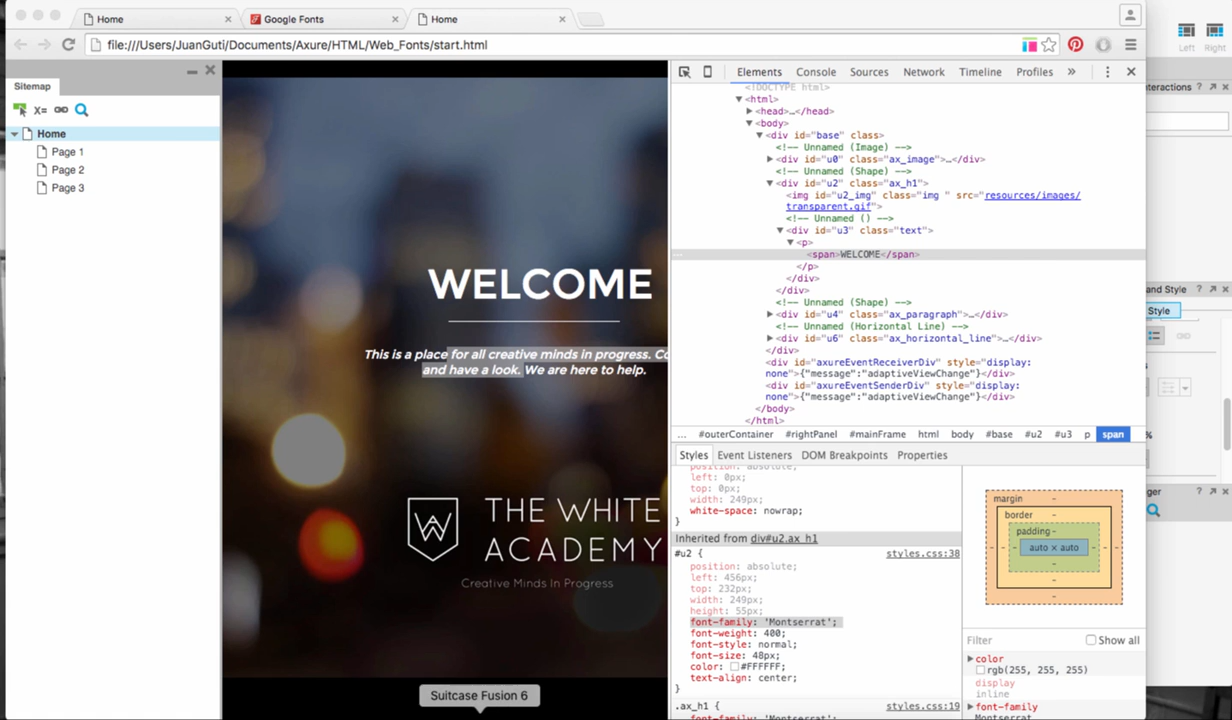 Home
Google Fonts
Home
file:///Users/JuanGuti/Documents/Axure/HTML/Web_Fonts/start.html
Left
Right
Sitemap
X=
Home
Page 1
Page 2
Page 3
WELCOME
This is a place for all creative minds in progress. Co
and have a look. We are here to help.
THE WHITE
ACADEMY
Creative Minds In Progress
Suitcase Fusion 6
Elements Console Sources Network Timeline Profiles »
<!DOCTYPE html>
<html>
<head>…</head>
<body>
<div id="base" class>
<!-- Unnamed (Image) -->
<div id="u0" class="ax_image">…</div>
<!-- Unnamed (Shape) -->
<div id="u2" class="ax_h1">
<img id="u2_img" class="img " src="resources/images/
transparent.gif">
<!-- Unnamed () -->
<div id="u3" class="text">
<p>
<span>WELCOME</span>
</p>
</div>
</div>
<!-- Unnamed (Shape) -->
<div id="u4" class="ax_paragraph">…</div>
<!-- Unnamed (Horizontal Line) -->
<div id="u6" class="ax_horizontal_line">…</div>
</div>
<div id="axureEventReceiverDiv" style="display:
none">{"message":"adaptiveViewChange"}</div>
<div id="axureEventSenderDiv" style="display:
none">{"message":"adaptiveViewChange"}</div>
</body>
</html>
... #outerContainer #rightPanel #mainFrame html body #base #u2 #u3 p span
Styles Event Listeners DOM Breakpoints Properties
position: absolute;
left: 0px;
top: 0px;
width: 249px;
white-space: nowrap;
}
Inherited from div#u2.ax_h1
#u2 { styles.css:38
position: absolute;
left: 456px;
top: 232px;
width: 249px;
height: 55px;
font-family: 'Montserrat';
font-weight: 400;
font-style: normal;
font-size: 48px;
color: #FFFFFF;
text-align: center;
}
.ax_h1 { styles.css:19
font-family: 'Montserrat';
margin -
border -
padding -
auto × auto
Filter
Show all
color
rgb(255, 255, 255)
display
inline
font-family
Montserrat
nteractions ?
and Style ?
Style
%
ger ?